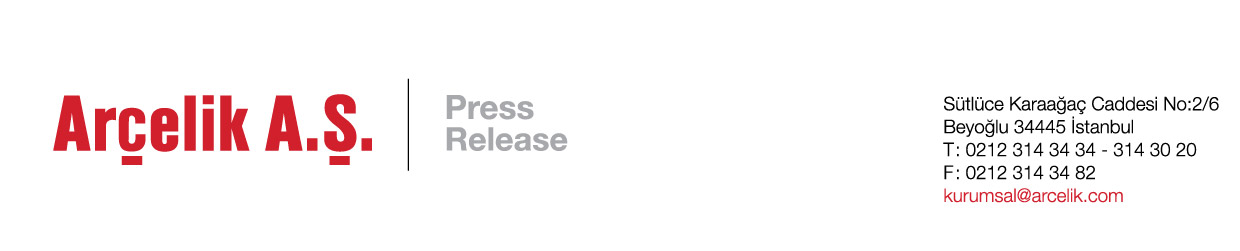 Arçelik A.Ş.
Press
Release
Sütlüce Karaağaç Caddesi No:2/6
Beyoğlu 34445 İstanbul
T: 0212 314 34 34 - 314 30 20
F: 0212 314 34 82
kurumsal@arcelik.com